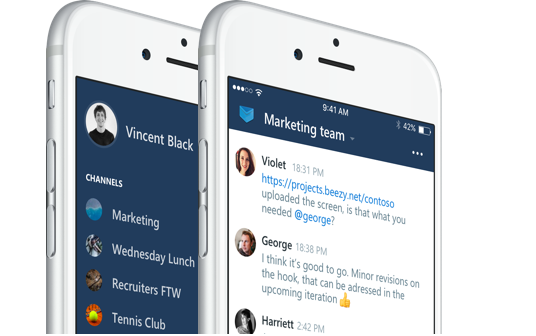 Vincent Black
CHANNELS
Marketing
Wednesday Lunch
Recruiters FTW
Tennis Club
9:41 AM
42%
Marketing team
Violet 18:31 PM
https://projects.beezy.net/contoso
uploaded the screen, is that what you
needed @george?
George 18:38 PM
I think it's good to go. Minor revisions on
the hook, that can be adressed in the
upcoming iteration 👍
Harriett 2:42 PM